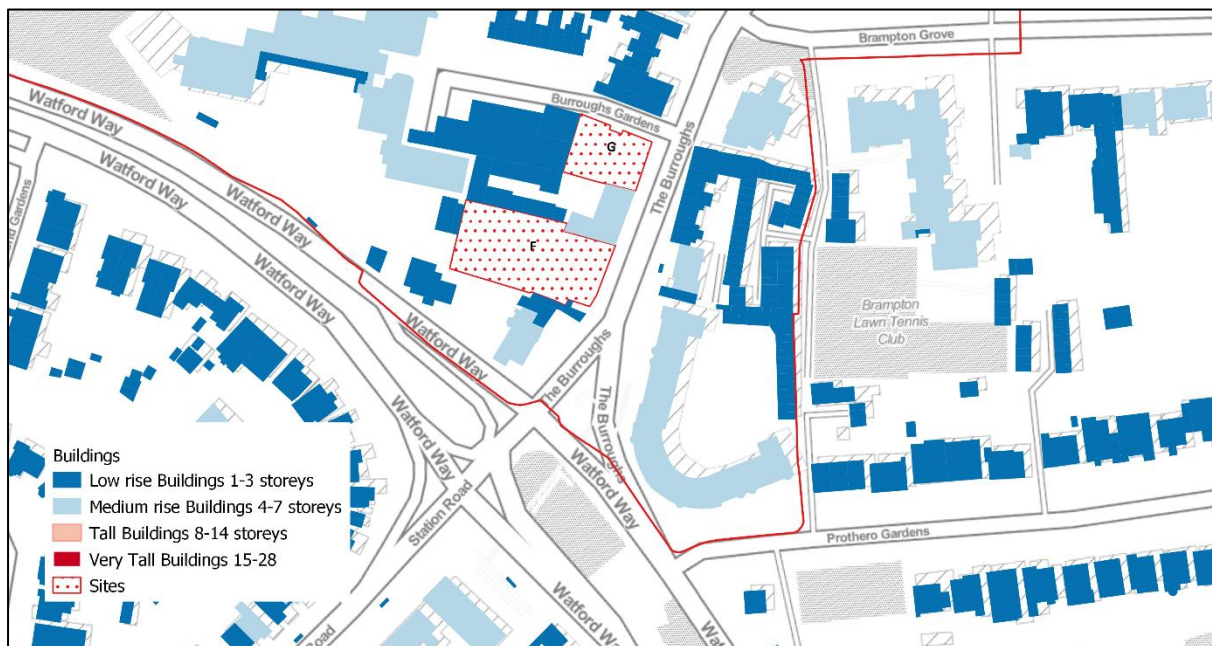 Brampton Grove
Watford Way
Burroughs Gardens
G
Watford Way
The Burroughs
Watford Way
F
Watford Way
Gardens
Brampton
Lawn Tennis
Club
Watford Way
The Burroughs
The Burroughs
Watford Way
Buildings
Low rise Buildings 1-3 storeys
Medium rise Buildings 4-7 storeys
Tall Buildings 8-14 storeys
Very Tall Buildings 15-28
Sites
Watford Way
Station Road
Prothero Gardens
Watford Wa
Wat
Road